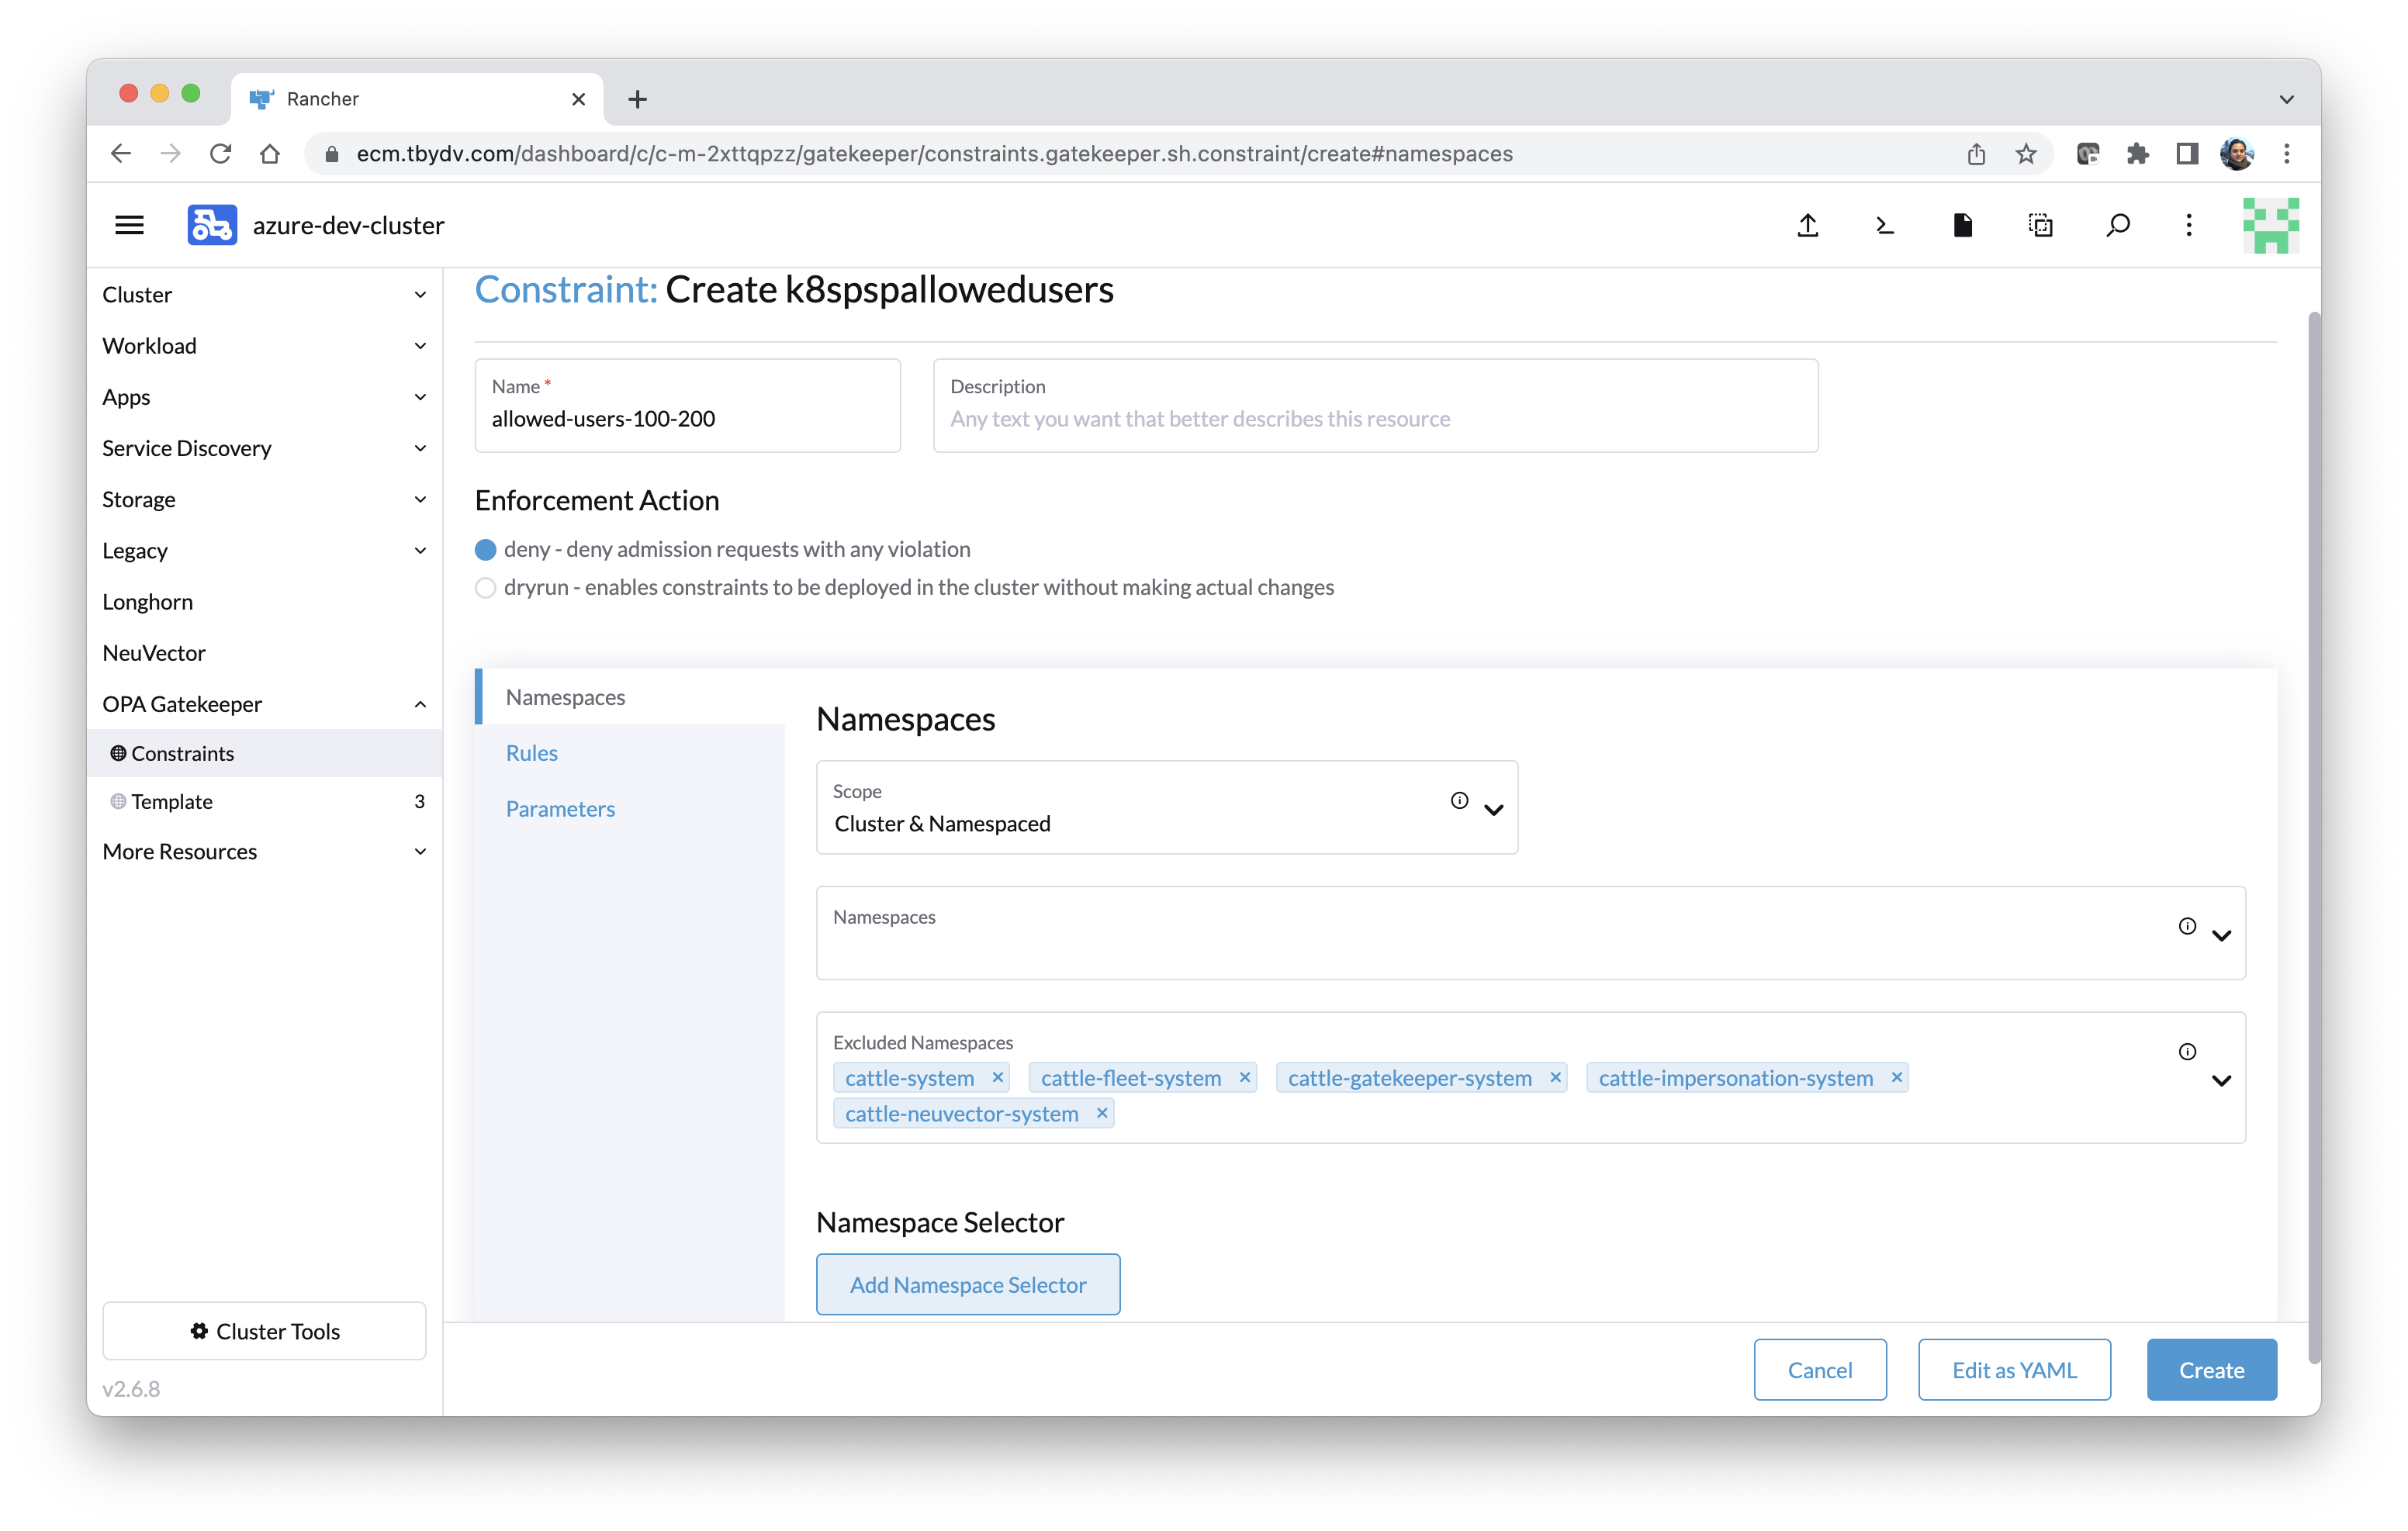 Rancher
ecm.tbydv.com/dashboard/c/c-m-2xttqpzz/gatekeeper/constraints.gatekeeper.sh.constraint/create#namespaces
azure-dev-cluster
Cluster
Workload
Apps
Service Discovery
Storage
Legacy
Longhorn
NeuVector
OPA Gatekeeper
Constraints
Template 3
More Resources
Cluster Tools
v2.6.8
Constraint: Create k8spspallowedusers
Name *
allowed-users-100-200
Description
Any text you want that better describes this resource
Enforcement Action
deny - deny admission requests with any violation
dryrun - enables constraints to be deployed in the cluster without making actual changes
Namespaces
Rules
Parameters
Namespaces
Scope
Cluster & Namespaced
Namespaces
Excluded Namespaces
cattle-system × cattle-fleet-system × cattle-gatekeeper-system × cattle-impersonation-system ×
cattle-neuvector-system ×
Namespace Selector
Add Namespace Selector
Cancel Edit as YAML Create